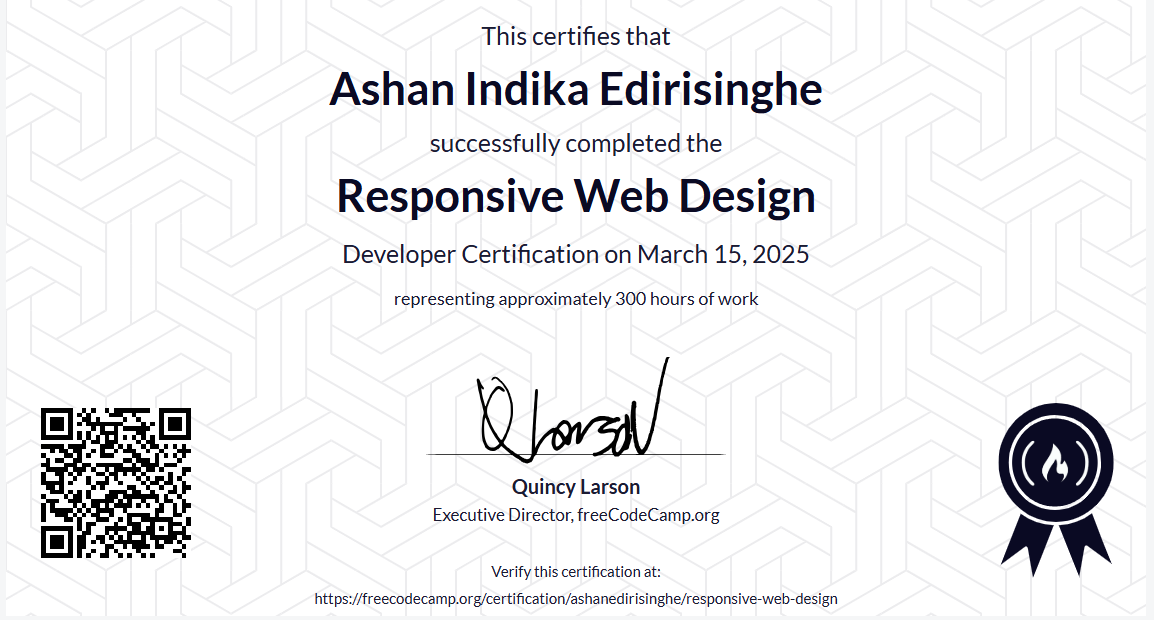 This certifies that
Ashan Indika Edirisinghe
successfully completed the
Responsive Web Design
Developer Certification on March 15, 2025
representing approximately 300 hours of work
Q Larson
Quincy Larson
Executive Director, freeCodeCamp.org
Verify this certification at:
https://freecodecamp.org/certification/ashanedirisinghe/responsive-web-design